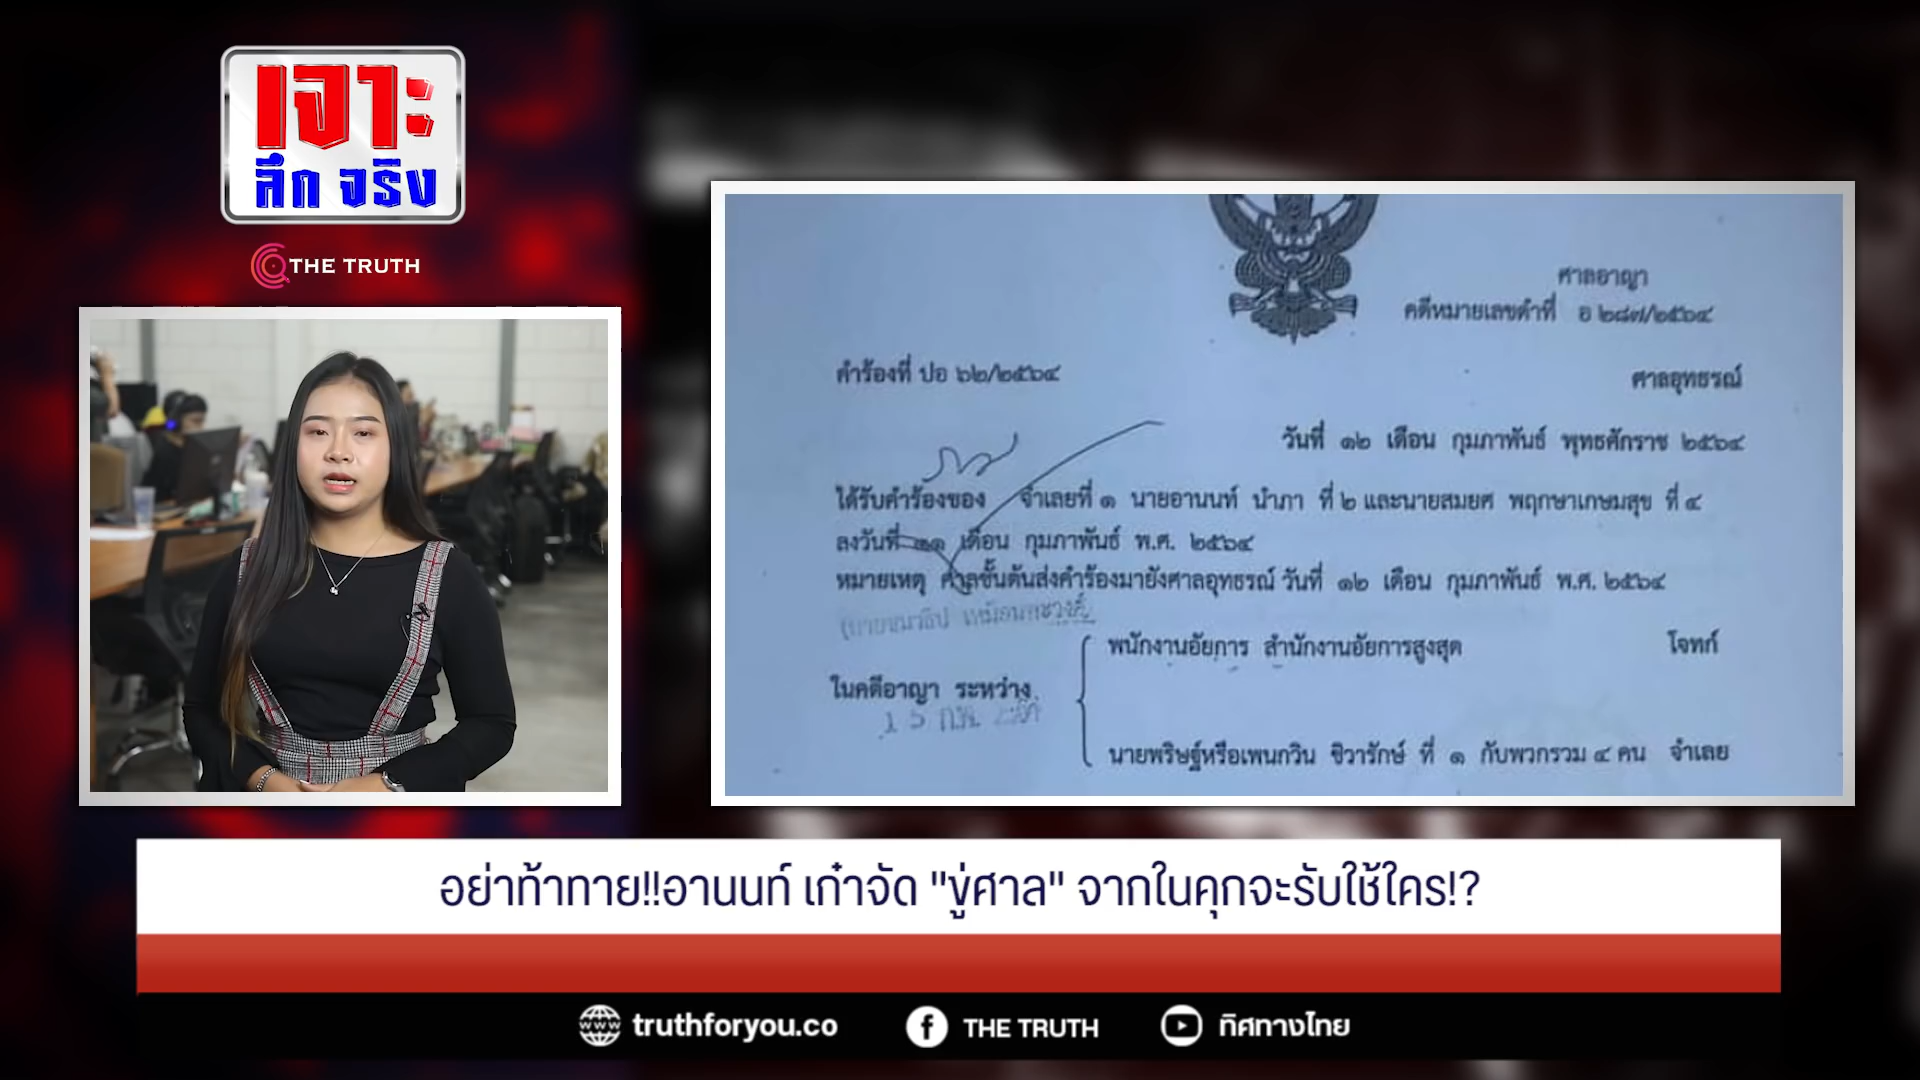 เจาะ
ลึก จริง
THE TRUTH
ศาลอาญา
คดีหมายเลขดำที่ อ ๒๘๗/๒๕๖๔
คำร้องที่ ปอ ๖๒/๒๕๖๔
ศาลอุทธรณ์
วันที่ ๑๒ เดือน กุมภาพันธ์ พุทธศักราช ๒๕๖๔
ได้รับคำร้องของ จำเลยที่ ๑ นายอานนท์ นำภา ที่ ๒ และนายสมยศ พฤกษาเกษมสุข ที่ ๔
ลงวันที่ ๑๑ เดือน กุมภาพันธ์ พ.ศ. ๒๕๖๔
หมายเหตุ ศาลชั้นต้นส่งคำร้องมายังศาลอุทธรณ์ วันที่ ๑๒ เดือน กุมภาพันธ์ พ.ศ. ๒๕๖๔
พนักงานอัยการ สำนักงานอัยการสูงสุด โจทก์
ในคดีอาญา ระหว่าง
15 ก.พ.
นายพริษฐ์หรือเพนกวิน ชิวารักษ์ ที่ ๑ กับพวกรวม ๔ คน จำเลย
อย่าท้าทาย!!อานนท์ เก๋าจัด "ขู่ศาล" จากในคุกจะรับใช้ใคร!?
truthforyou.co THE TRUTH ทิศทางไทย